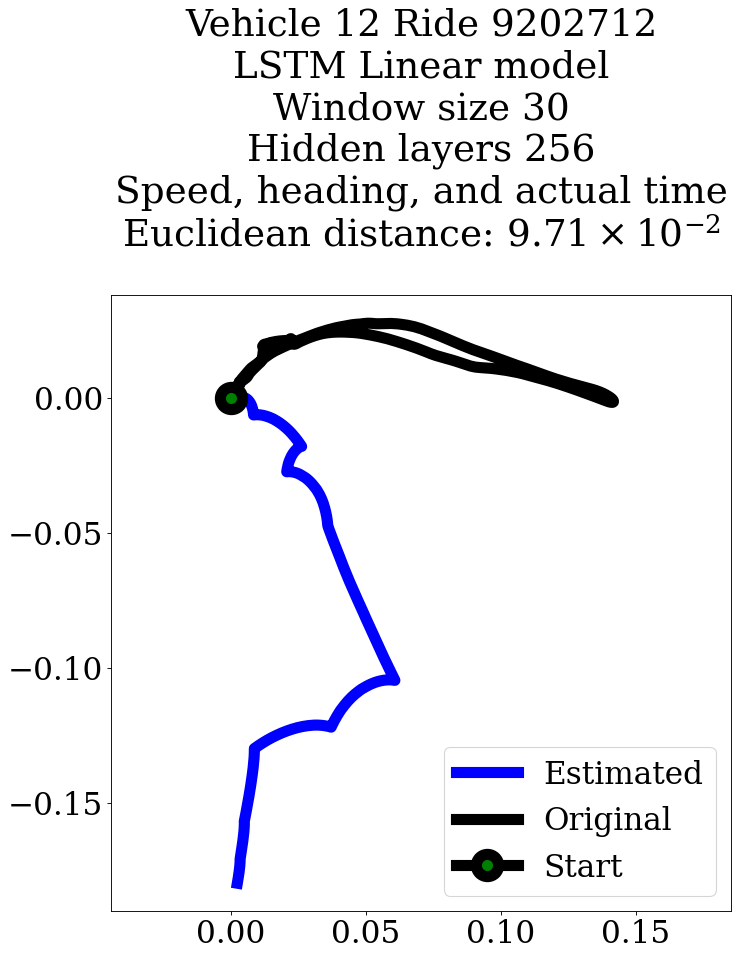 Vehicle 12 Ride 9202712
LSTM Linear model
Window size 30
Hidden layers 256
Speed, heading, and actual time
Euclidean distance: 9.71 × 10⁻²
0.00
−0.05
−0.10
−0.15
Estimated
Original
Start
0.00 0.05 0.10 0.15